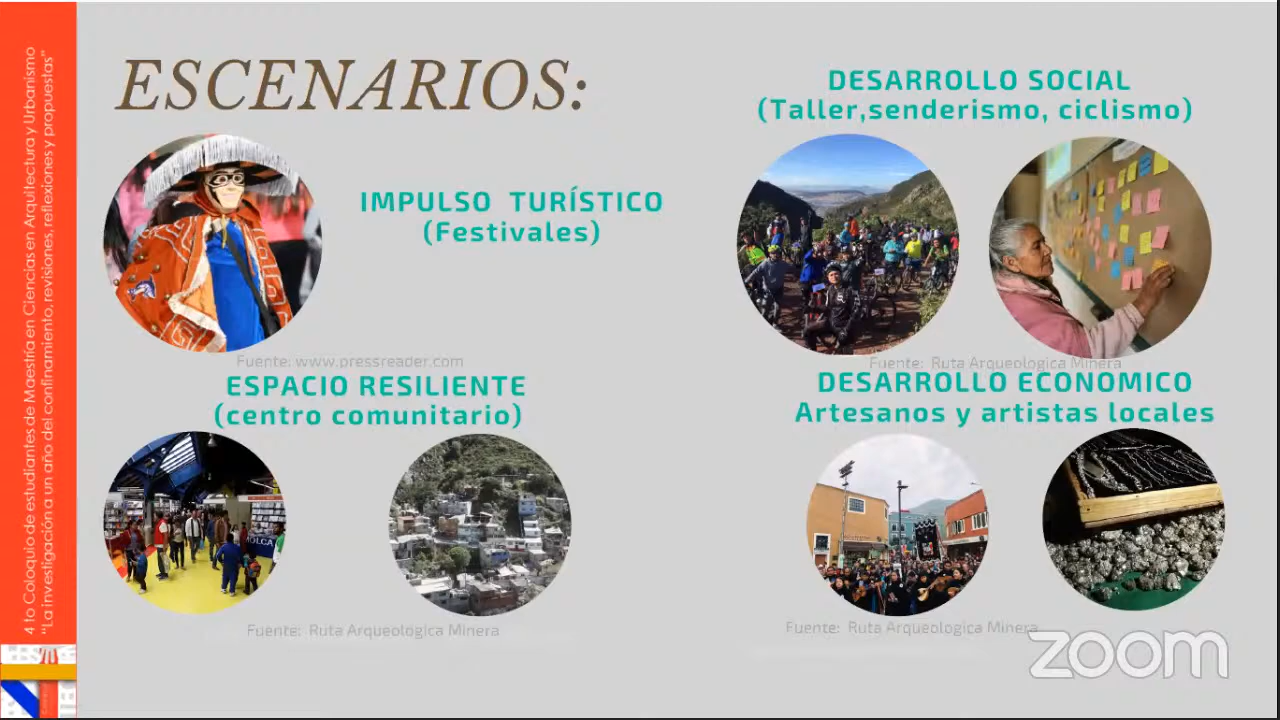 4 to Coloquio de estudiantes de Maestría en Ciencias en Arquitectura y Urbanismo
"La investigación a un año del confinamiento, revisiones, reflexiones y propuestas"
ESCENARIOS:
IMPULSO TURÍSTICO
(Festivales)
Fuente: www.pressreader.com
DESARROLLO SOCIAL
(Taller,senderismo, ciclismo)
Fuente: Ruta Arqueologica Minera
ESPACIO RESILIENTE
(centro comunitario)
Fuente: Ruta Arqueologica Minera
DESARROLLO ECONOMICO
Artesanos y artistas locales
Fuente: Ruta Arqueologica Minera
zoom